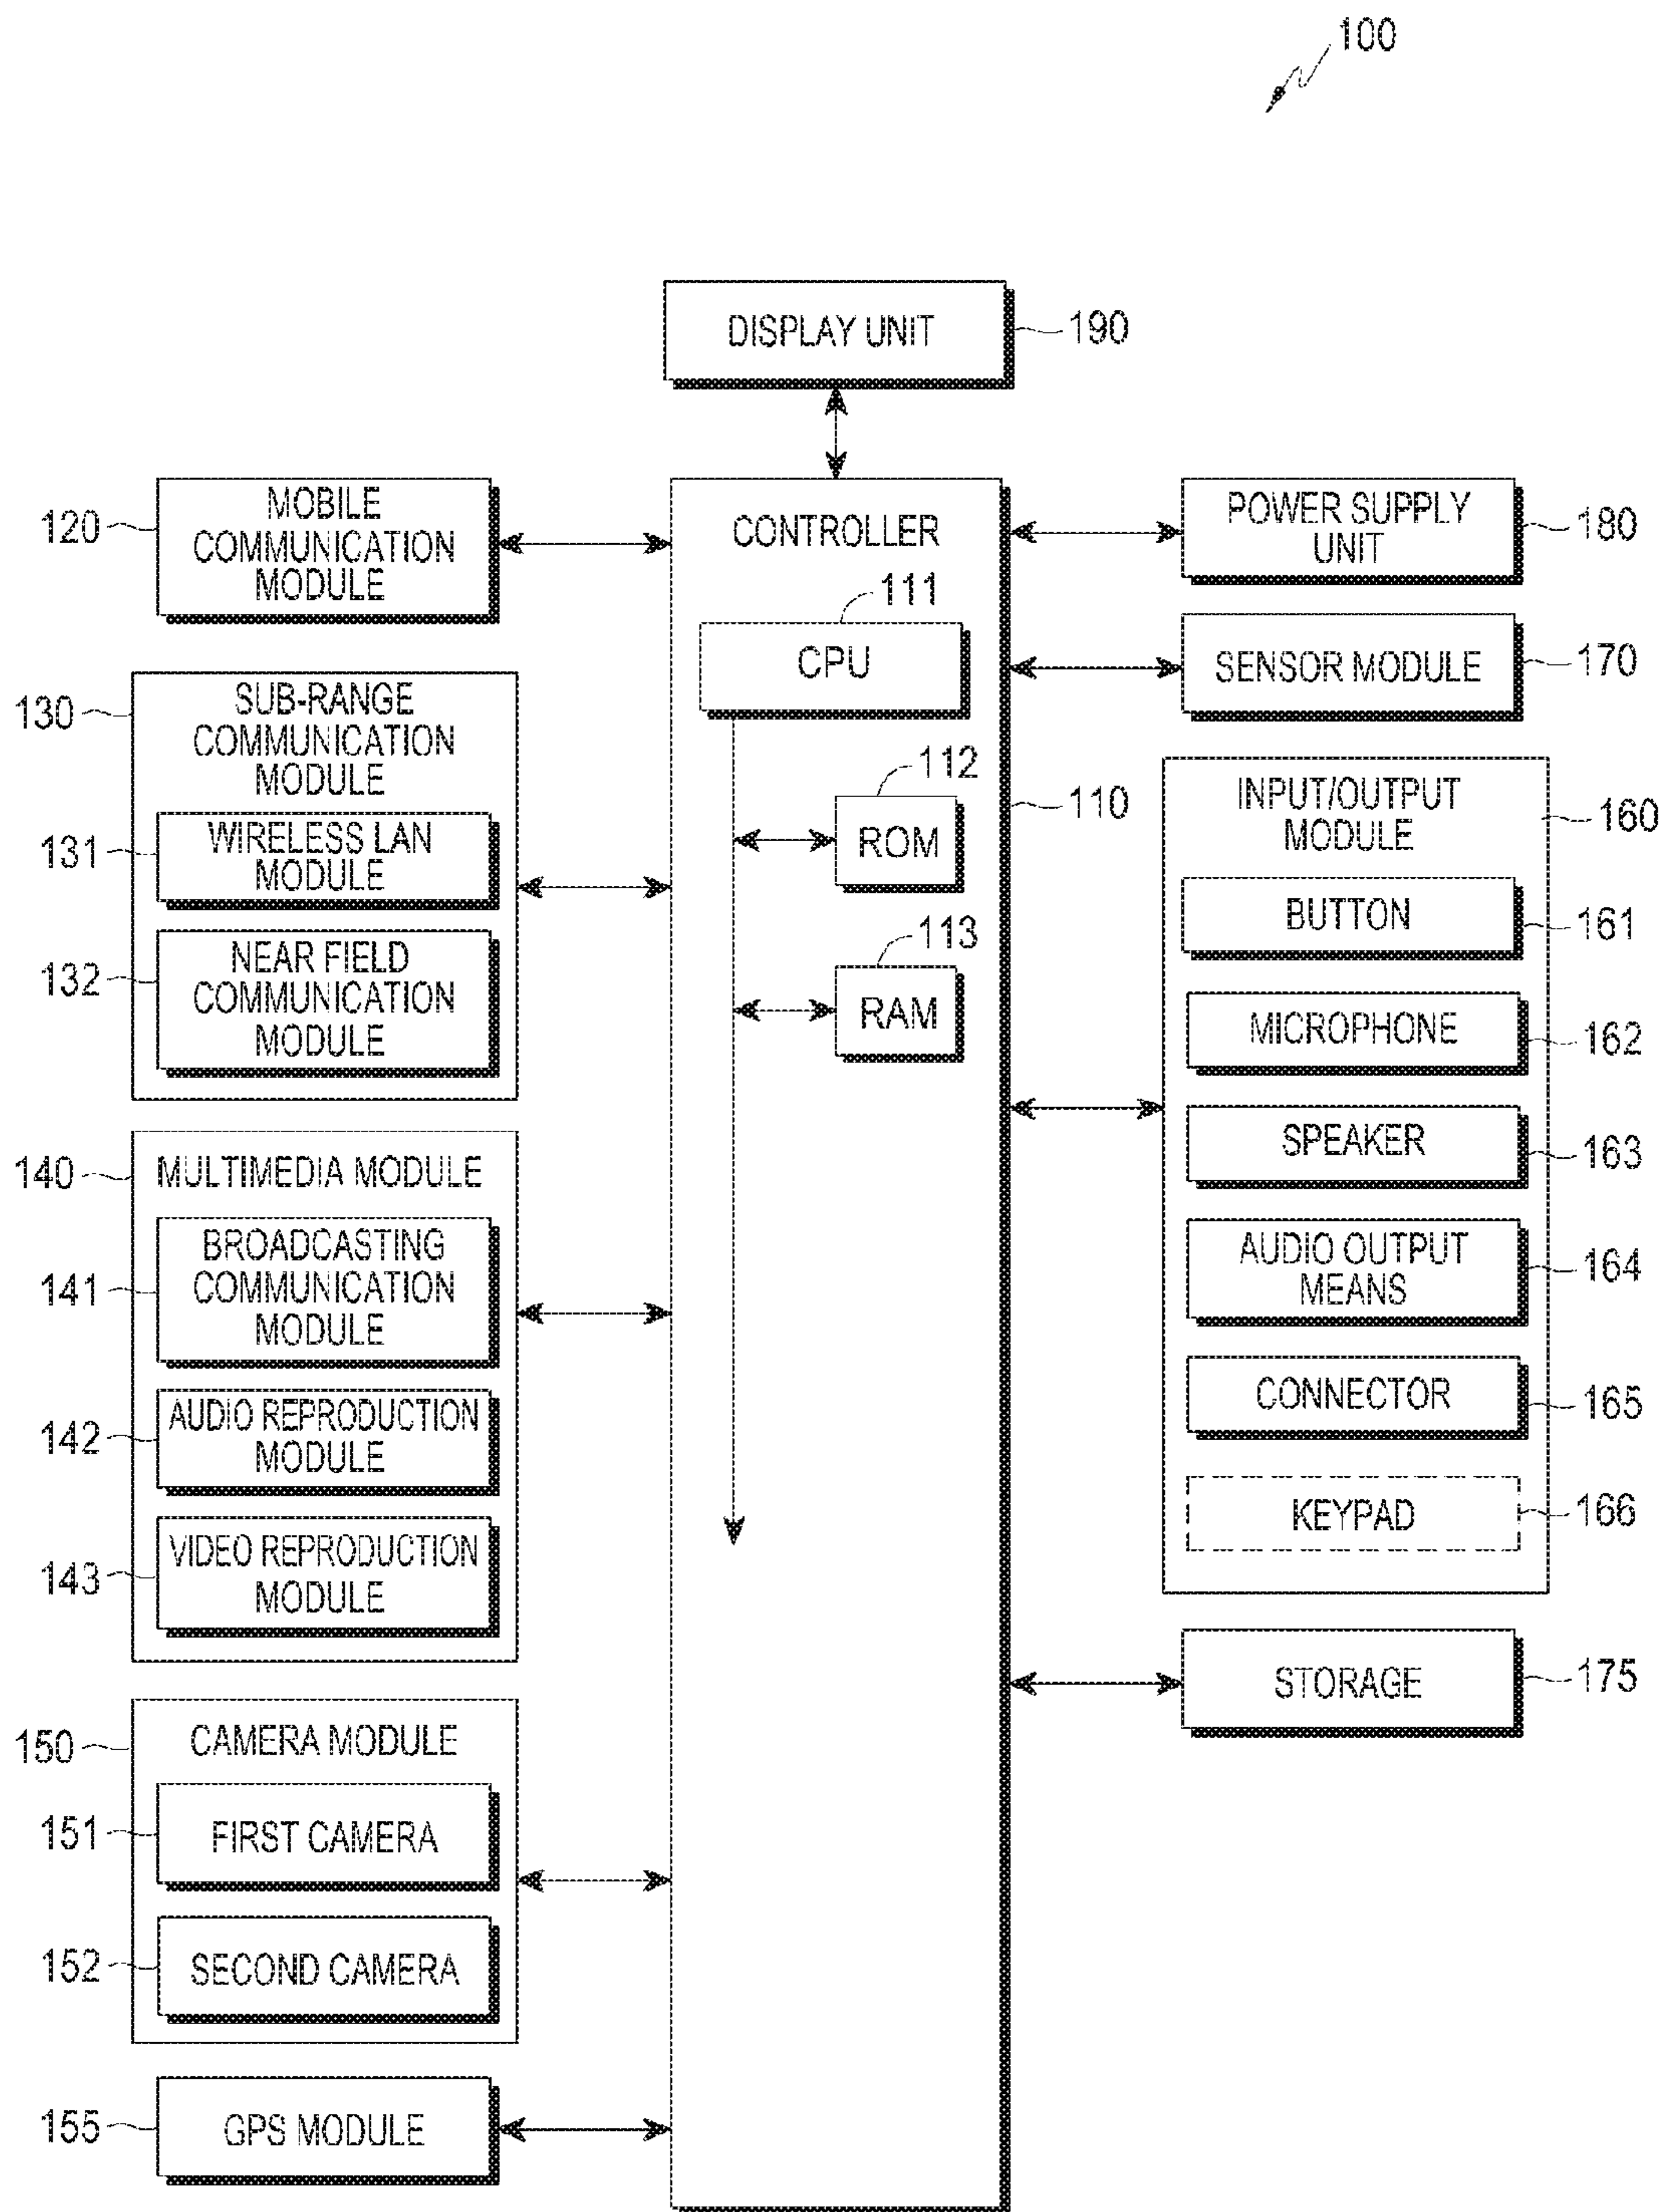 100
DISPLAY UNIT
190
120
MOBILE
COMMUNICATION
MODULE
130
SUB-RANGE
COMMUNICATION
MODULE
131
WIRELESS LAN
MODULE
132
NEAR FIELD
COMMUNICATION
MODULE
140
MULTIMEDIA MODULE
141
BROADCASTING
COMMUNICATION
MODULE
142
AUDIO REPRODUCTION
MODULE
143
VIDEO REPRODUCTION
MODULE
150
CAMERA MODULE
151
FIRST CAMERA
152
SECOND CAMERA
155
GPS MODULE
CONTROLLER
111
CPU
112
ROM
113
RAM
110
POWER SUPPLY
UNIT
180
SENSOR MODULE
170
INPUT/OUTPUT
MODULE
160
BUTTON
161
MICROPHONE
162
SPEAKER
163
AUDIO OUTPUT
MEANS
164
CONNECTOR
165
KEYPAD
166
STORAGE
175